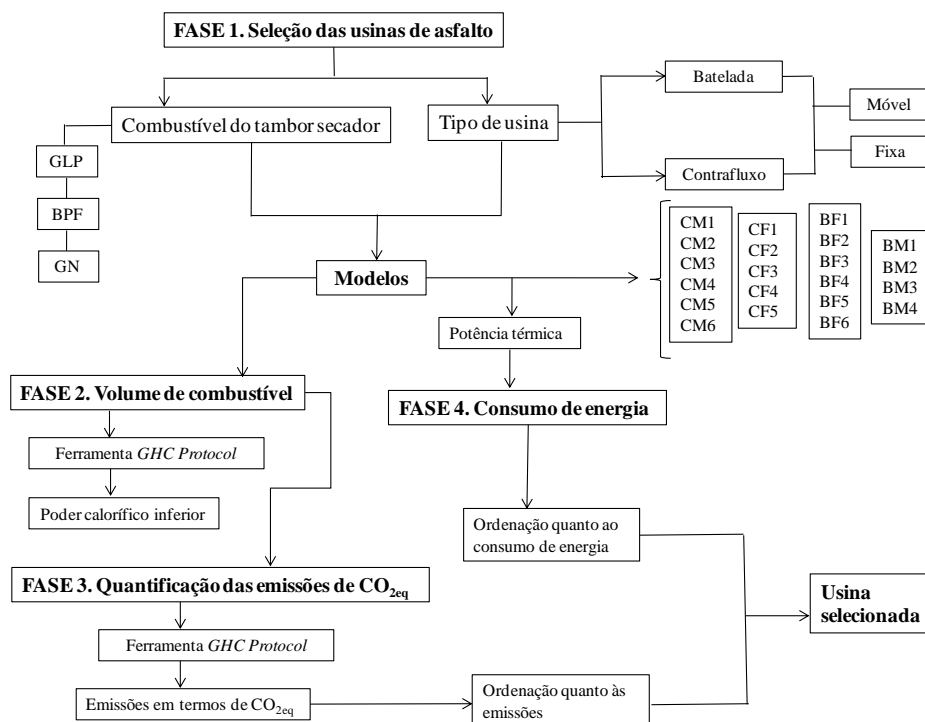 FASE 1. Seleção das usinas de asfalto
Combustível do tambor secador
Tipo de usina
Batelada
Contrafluxo
Móvel
Fixa
GLP
BPF
GN
Modelos
CM1
CM2
CM3
CM4
CM5
CM6
CF1
CF2
CF3
CF4
CF5
BF1
BF2
BF3
BF4
BF5
BF6
BM1
BM2
BM3
BM4
Potência térmica
FASE 2. Volume de combustível
Ferramenta GHC Protocol
Poder calorífico inferior
FASE 4. Consumo de energia
Ordenação quanto ao
consumo de energia
FASE 3. Quantificação das emissões de CO2eq
Ferramenta GHC Protocol
Emissões em termos de CO2eq
Ordenação quanto às
emissões
Usina
selecionada